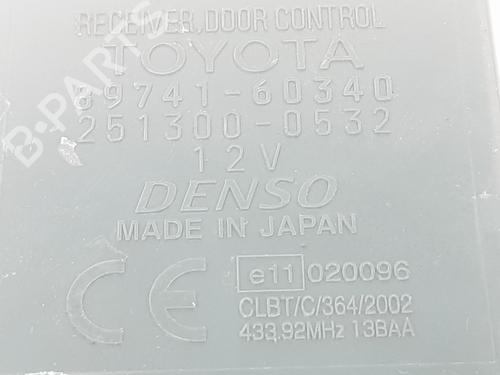 RECEIVER, DOOR CONTROL
TOYOTA
89741-60340
251300-0532
12V
DENSO
MADE IN JAPAN
CE
e11 020096
CLBT/C/364/2002
433.92MHz 13BAA
B-PARTS